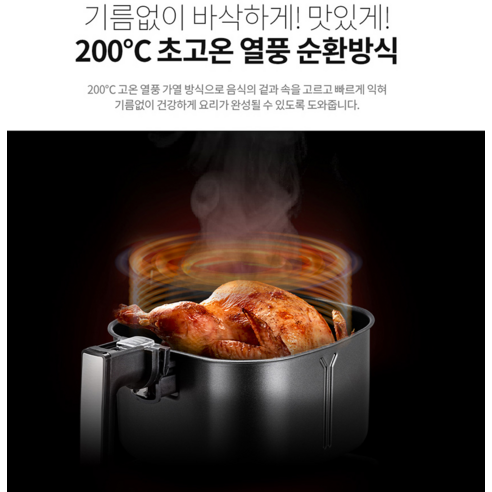 기름없이 바삭하게! 맛있게!
200℃ 초고온 열풍 순환방식
200℃ 고온 열풍 가열 방식으로 음식의 겉과 속을 고르고 빠르게 익혀
기름없이 건강하게 요리가 완성될 수 있도록 도와줍니다.